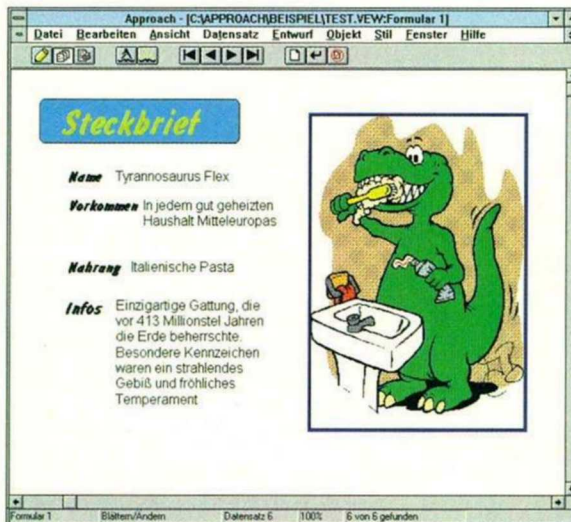 Approach - [C:\APPROACH\BEISPIEL\TEST.VEW:Formular 1]
Datei Bearbeiten Ansicht Datensatz Entwurf Objekt Stil Fenster Hilfe
Steckbrief
Name Tyrannosaurus Flex
Vorkommen In jedem gut geheizten
Haushalt Mitteleuropas
Nahrung Italienische Pasta
Infos Einzigartige Gattung, die
vor 413 Millionstel Jahren
die Erde beherrschte.
Besondere Kennzeichen
waren ein strahlendes
Gebiß und fröhliches
Temperament
Formular 1 Blättern/Ändern Datensatz 6 100% 6 von 6 gefunden